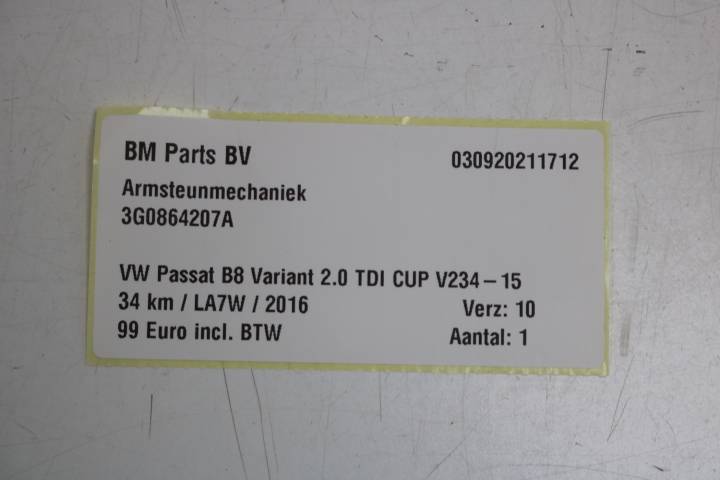 BM Parts BV 030920211712
Armsteunmechaniek
3G0864207A
VW Passat B8 Variant 2.0 TDI CUP V234-15
34 km / LA7W / 2016 Verz: 10
99 Euro incl. BTW Aantal: 1